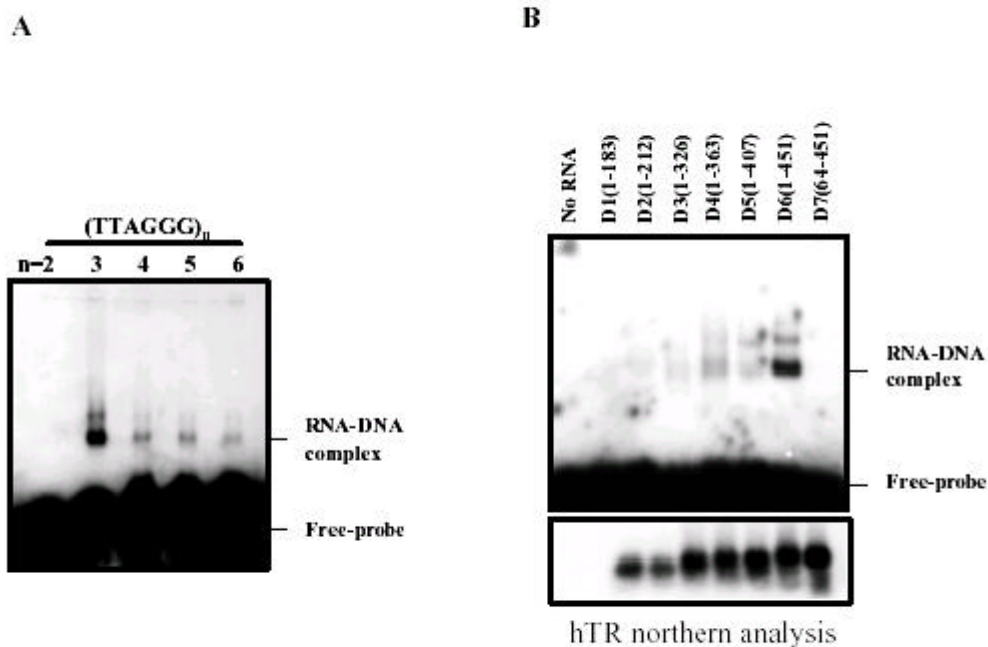 A
(TTAGGG)n
n=2 3 4 5 6
RNA-DNA
complex
Free-probe
B
No RNA
D1(1-183)
D2(1-212)
D3(1-326)
D4(1-363)
D5(1-407)
D6(1-451)
D7(64-451)
RNA-DNA
complex
Free-probe
hTR northern analysis